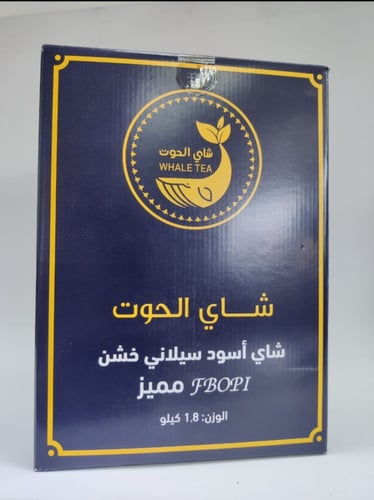 شاي الحوت
WHALE TEA
شاي الحوت
شاي أسود سيلاني خشن
FBOPI مميز
الوزن: 1,8 كيلو